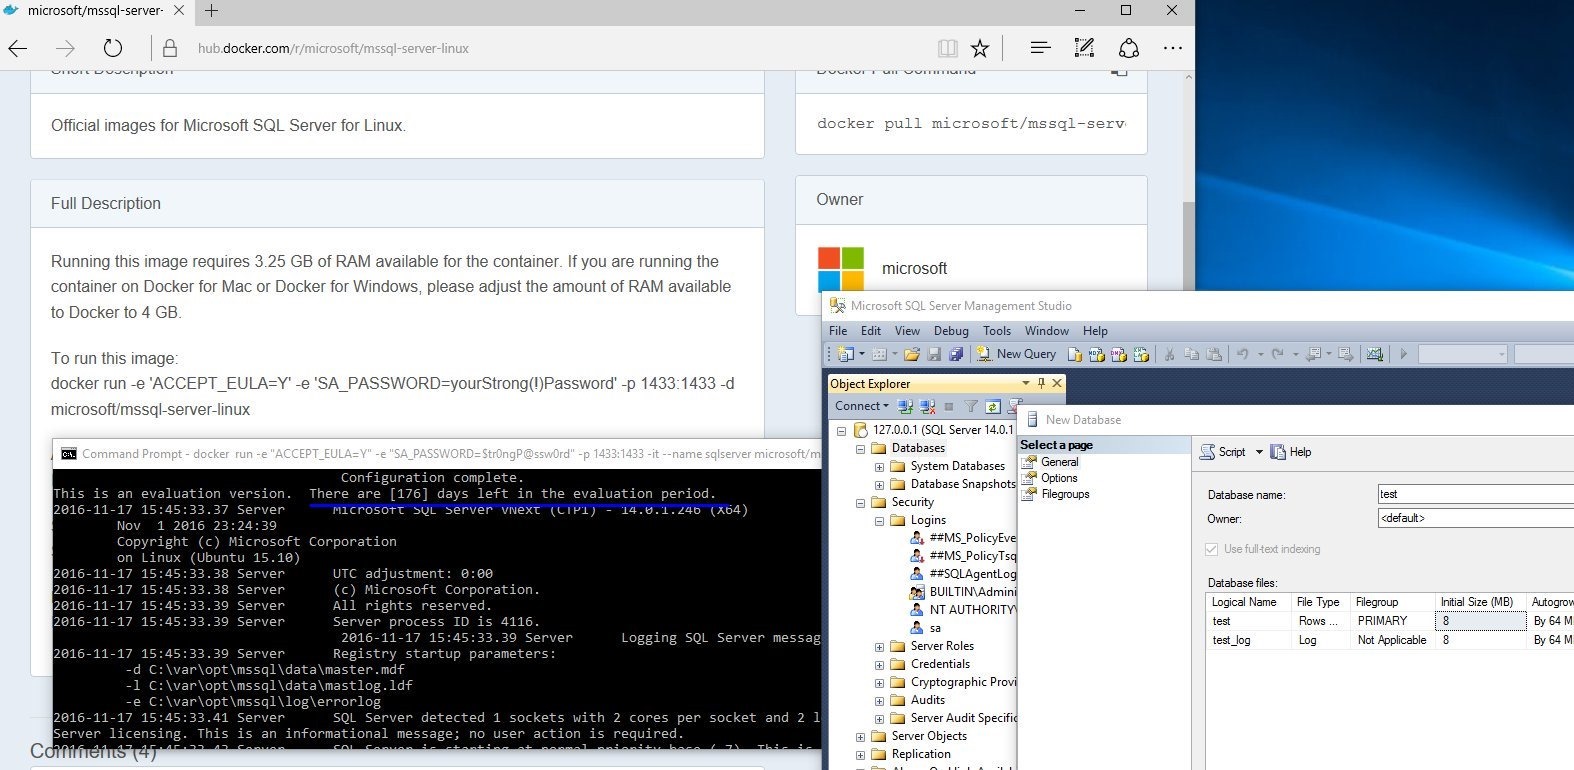 microsoft/mssql-server-
hub.docker.com/r/microsoft/mssql-server-linux
Short Description
Docker Pull Command
Official images for Microsoft SQL Server for Linux.
docker pull microsoft/mssql-serv
Full Description
Owner
Running this image requires 3.25 GB of RAM available for the container. If you are running the
container on Docker for Mac or Docker for Windows, please adjust the amount of RAM available
to Docker to 4 GB.
microsoft
To run this image:
docker run -e 'ACCEPT_EULA=Y' -e 'SA_PASSWORD=yourStrong(!)Password' -p 1433:1433 -d
microsoft/mssql-server-linux
Command Prompt - docker run -e "ACCEPT_EULA=Y" -e "SA_PASSWORD=$tr0ngP@ssw0rd" -p 1433:1433 -it --name sqlserver microsoft/m
Configuration complete.
This is an evaluation version. There are [176] days left in the evaluation period.
2016-11-17 15:45:33.37 Server Microsoft SQL Server vNext (CTP1) - 14.0.1.246 (X64)
Nov 1 2016 23:24:39
Copyright (c) Microsoft Corporation
on Linux (Ubuntu 15.10)
2016-11-17 15:45:33.38 Server UTC adjustment: 0:00
2016-11-17 15:45:33.38 Server (c) Microsoft Corporation.
2016-11-17 15:45:33.39 Server All rights reserved.
2016-11-17 15:45:33.39 Server Server process ID is 4116.
2016-11-17 15:45:33.39 Server Logging SQL Server messag
2016-11-17 15:45:33.39 Server Registry startup parameters:
-d C:\var\opt\mssql\data\master.mdf
-l C:\var\opt\mssql\data\mastlog.ldf
-e C:\var\opt\mssql\log\errorlog
2016-11-17 15:45:33.41 Server SQL Server detected 1 sockets with 2 cores per socket and 2 l
Server licensing. This is an informational message; no user action is required.
Comments (4)
Microsoft SQL Server Management Studio
File Edit View Debug Tools Window Help
New Query
Object Explorer
Connect
127.0.0.1 (SQL Server 14.0.1
Databases
System Databases
Database Snapshots
Security
Logins
##MS_PolicyEve
##MS_PolicyTsq
##SQLAgentLog
BUILTIN\Admini
NT AUTHORITY\
sa
Server Roles
Credentials
Cryptographic Provi
Audits
Server Audit Specific
Server Objects
Replication
New Database
Select a page
General
Options
Filegroups
Script Help
Database name: test
Owner: <default>
Use full-text indexing
Database files:
Logical Name File Type Filegroup Initial Size (MB) Autogrow
test Rows ... PRIMARY 8 By 64 M
test_log Log Not Applicable 8 By 64 M